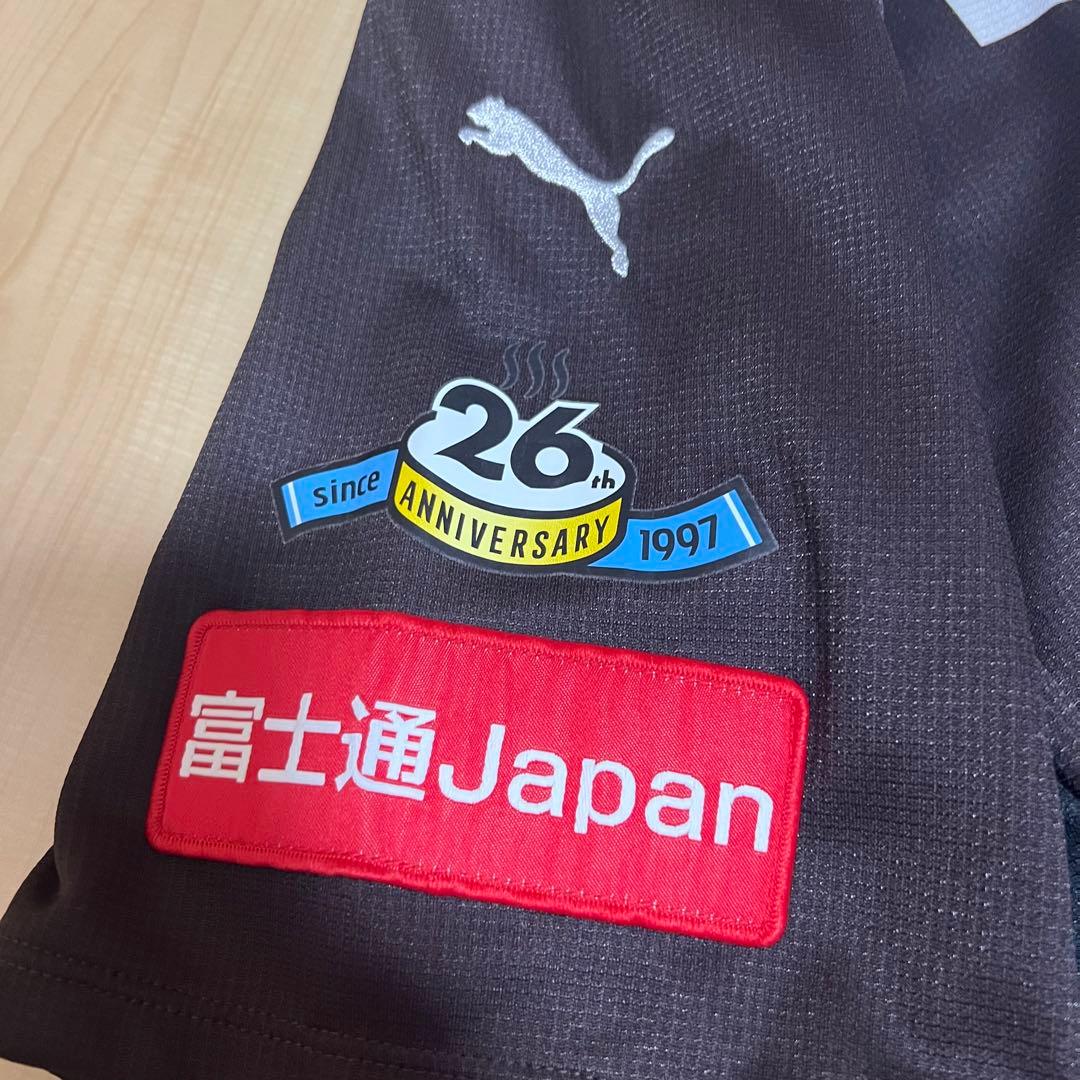 26th
since ANNIVERSARY 1997
富士通Japan